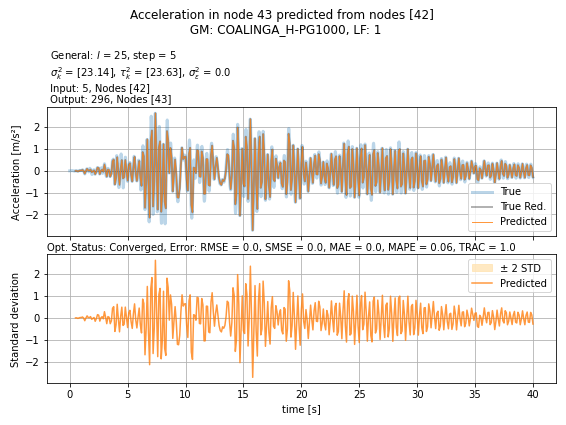 Acceleration in node 43 predicted from nodes [42]
GM: COALINGA_H-PG1000, LF: 1
General: l = 25, step = 5
σ²ₖ = [23.14], τ²ₖ = [23.63], σ²ε = 0.0
Input: 5, Nodes [42]
Output: 296, Nodes [43]
Acceleration [m/s²]
2
1
0
−1
−2
True
True Red.
Predicted
Opt. Status: Converged, Error: RMSE = 0.0, SMSE = 0.0, MAE = 0.0, MAPE = 0.06, TRAC = 1.0
Standard deviation
2
1
0
−1
−2
± 2 STD
Predicted
0 5 10 15 20 25 30 35 40
time [s]